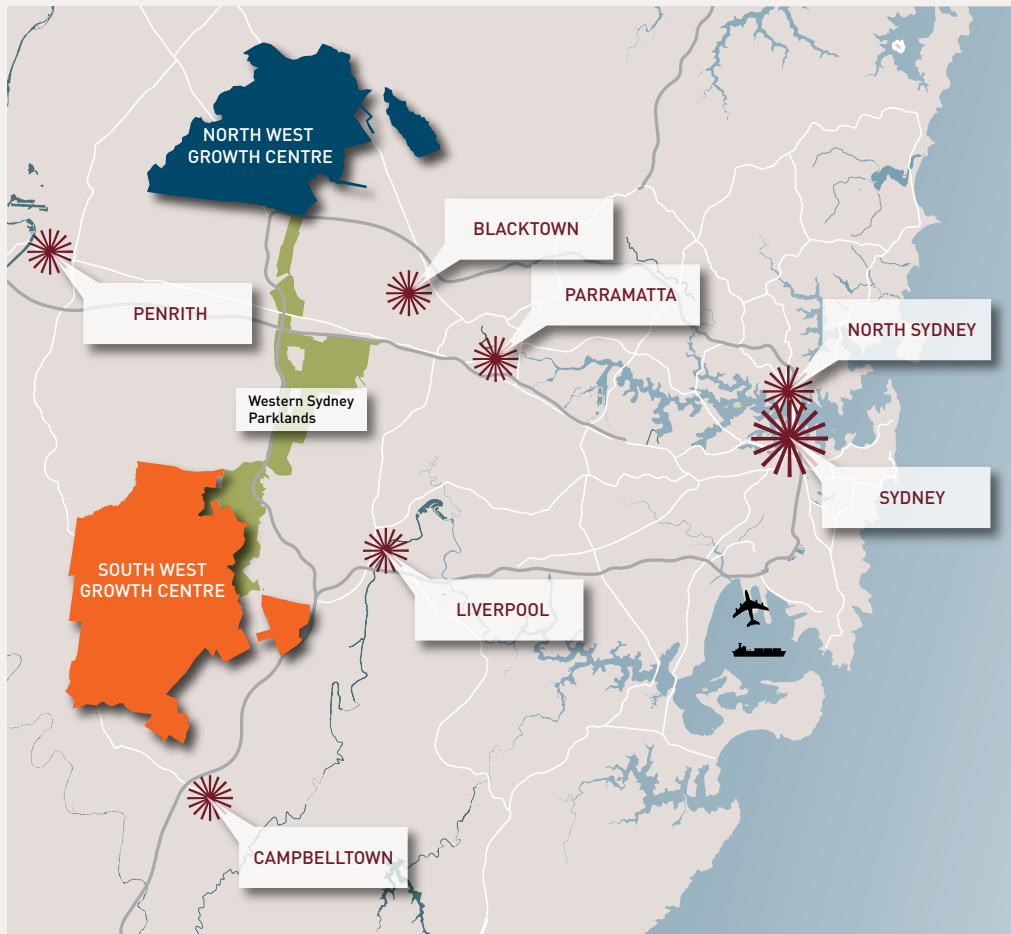 NORTH WEST
GROWTH CENTRE
BLACKTOWN
PARRAMATTA
PENRITH
NORTH SYDNEY
Western Sydney
Parklands
SYDNEY
SOUTH WEST
GROWTH CENTRE
LIVERPOOL
CAMPBELLTOWN